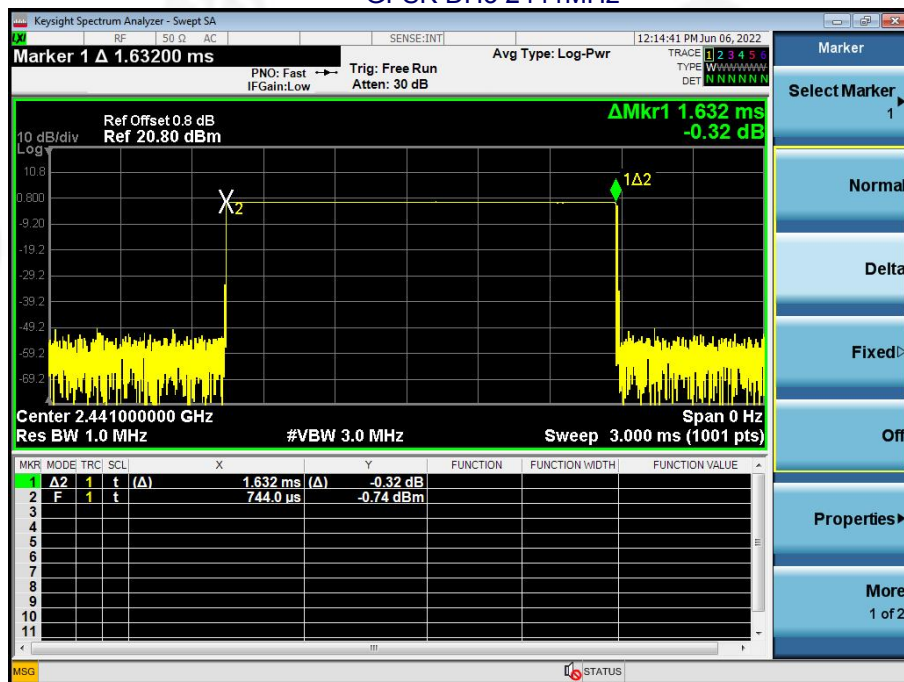 Keysight Spectrum Analyzer - Swept SA
LXI RF 50 Ω AC SENSE:INT 12:14:41 PM Jun 06, 2022
Marker 1 Δ 1.63200 ms
PNO: Fast
IFGain:Low
Trig: Free Run
Atten: 30 dB
Avg Type: Log-Pwr
TRACE 1 2 3 4 5 6
TYPE WWWWWW
DET N N N N N N
ΔMkr1 1.632 ms
-0.32 dB
Ref Offset 0.8 dB
10 dB/div Ref 20.80 dBm
Log
10.8
0.800
-9.20
-19.2
-29.2
-39.2
-49.2
-59.2
-69.2
X2
1Δ2
Center 2.441000000 GHz Span 0 Hz
Res BW 1.0 MHz #VBW 3.0 MHz Sweep 3.000 ms (1001 pts)
MKR MODE TRC SCL X Y FUNCTION FUNCTION WIDTH FUNCTION VALUE
1 Δ2 1 t (Δ) 1.632 ms (Δ) -0.32 dB
2 F 1 t 744.0 µs -0.74 dBm
3
4
5
6
7
8
9
10
11
MSG STATUS
Marker
Select Marker
1
Normal
Delta
Fixed
Off
Properties
More
1 of 2